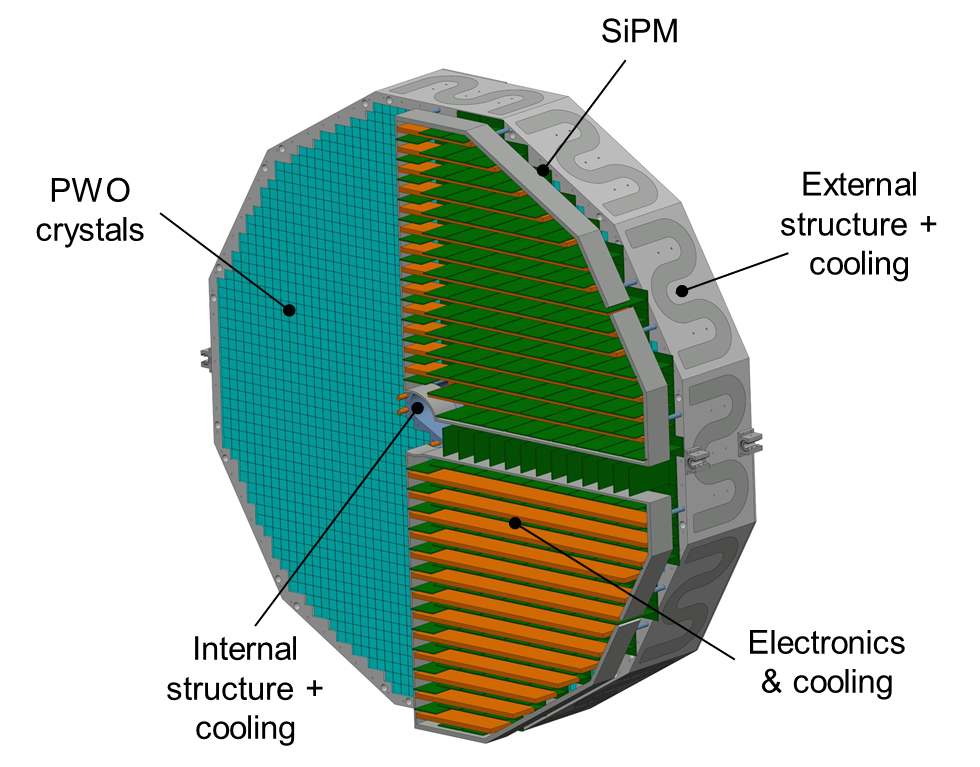 SiPM
PWO
crystals
External
structure +
cooling
Internal
structure +
cooling
Electronics
& cooling